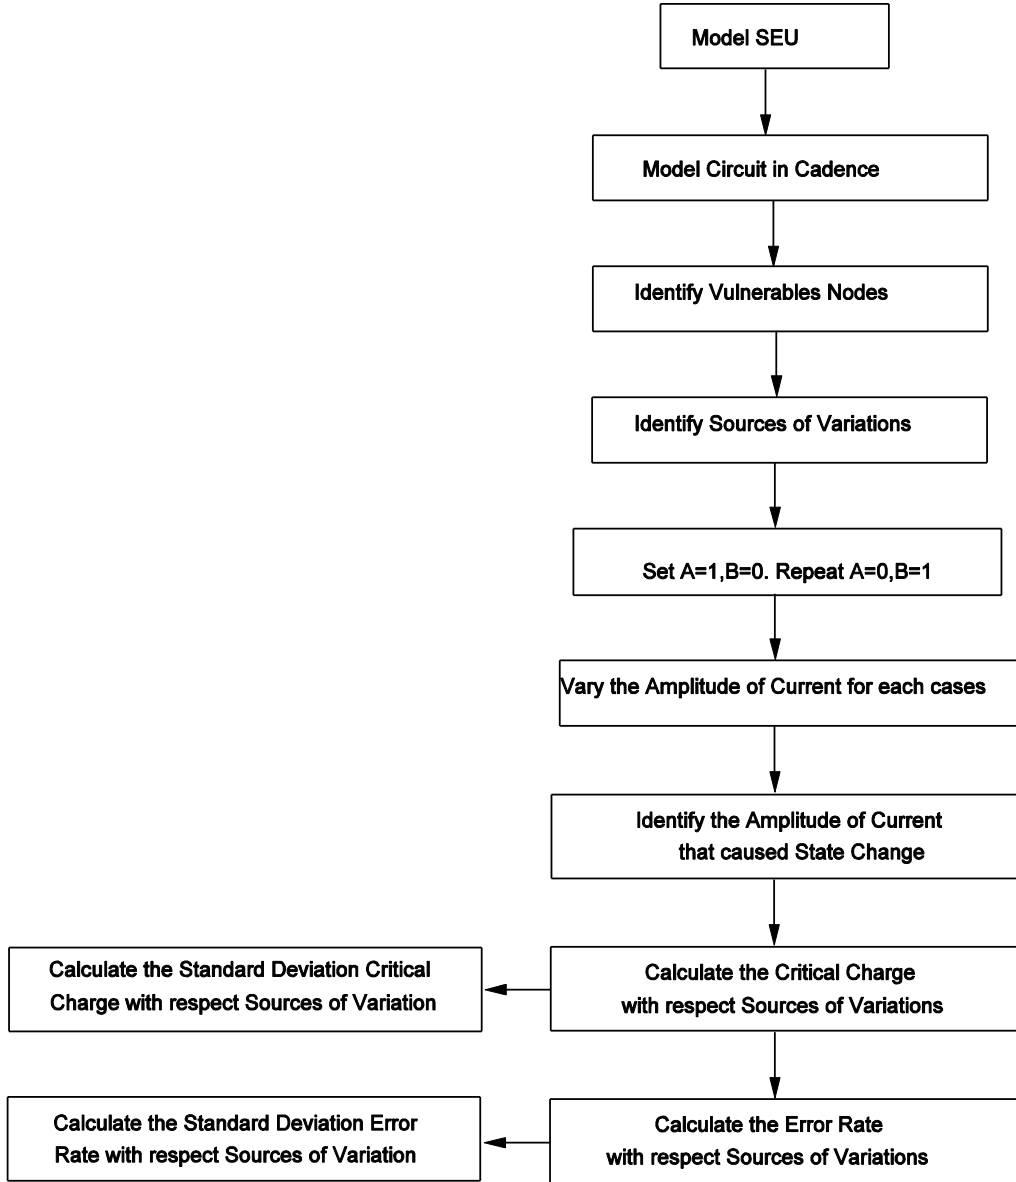 Model SEU
Model Circuit in Cadence
Identify Vulnerables Nodes
Identify Sources of Variations
Set A=1,B=0. Repeat A=0,B=1
Vary the Amplitude of Current for each cases
Identify the Amplitude of Current
that caused State Change
Calculate the Critical Charge
with respect Sources of Variations
Calculate the Standard Deviation Critical
Charge with respect Sources of Variation
Calculate the Error Rate
with respect Sources of Variations
Calculate the Standard Deviation Error
Rate with respect Sources of Variation